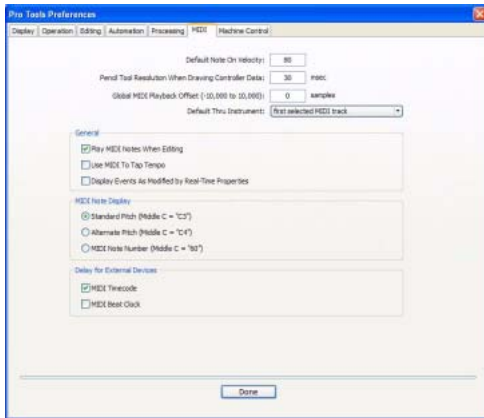 Pro Tools Preferences
Display Operation Editing Automation Processing MIDI Machine Control
Default Note On Velocity: 80
Pencil Tool Resolution When Drawing Controller Data: 30 msec
Global MIDI Playback Offset (-10,000 to 10,000): 0 samples
Default Thru Instrument: first selected MIDI track
General
Play MIDI Notes When Editing
Use MIDI To Tap Tempo
Display Events As Modified by Real-Time Properties
MIDI Note Display
Standard Pitch (Middle C = "C3")
Alternate Pitch (Middle C = "C4")
MIDI Note Number (Middle C = "60")
Delay for External Devices
MIDI Timecode
MIDI Beat Clock
Done